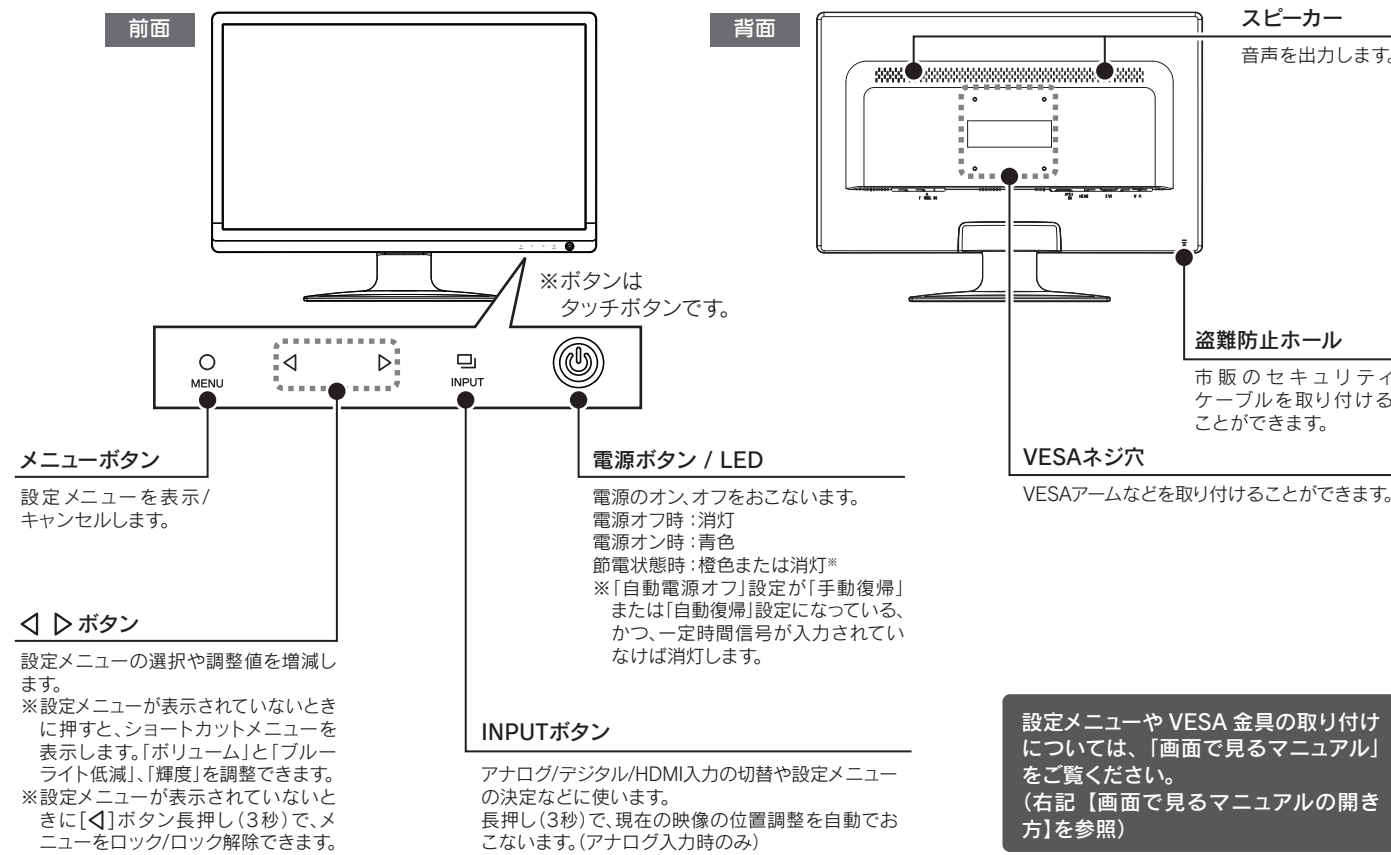 前面
※ボタンは
タッチボタンです。
MENU
INPUT
メニューボタン
設定メニューを表示/
キャンセルします。
◁ ▷ ボタン
設定メニューの選択や調整値を増減し
ます。
※設定メニューが表示されていないとき
に押すと、ショートカットメニューを
表示します。「ボリューム」と「ブルー
ライト低減」、「輝度」を調整できます。
※設定メニューが表示されていないと
きに[◁]ボタン長押し(3秒)で、メ
ニューをロック/ロック解除できます。
電源ボタン / LED
電源のオン、オフをおこないます。
電源オフ時：消灯
電源オン時：青色
節電状態時：橙色または消灯※
※「自動電源オフ」設定が「手動復帰」
または「自動復帰」設定になっている、
かつ、一定時間信号が入力されてい
なけば消灯します。
INPUTボタン
アナログ/デジタル/HDMI入力の切替や設定メニュー
の決定などに使います。
長押し(3秒)で、現在の映像の位置調整を自動でお
こないます。(アナログ入力時のみ)
背面
スピーカー
音声を出力します。
盗難防止ホール
市販のセキュリティ
ケーブルを取り付ける
ことができます。
VESAネジ穴
VESAアームなどを取り付けることができます。
設定メニューや VESA 金具の取り付け
については、「画面で見るマニュアル」
をご覧ください。
(右記【画面で見るマニュアルの開き
方】を参照)